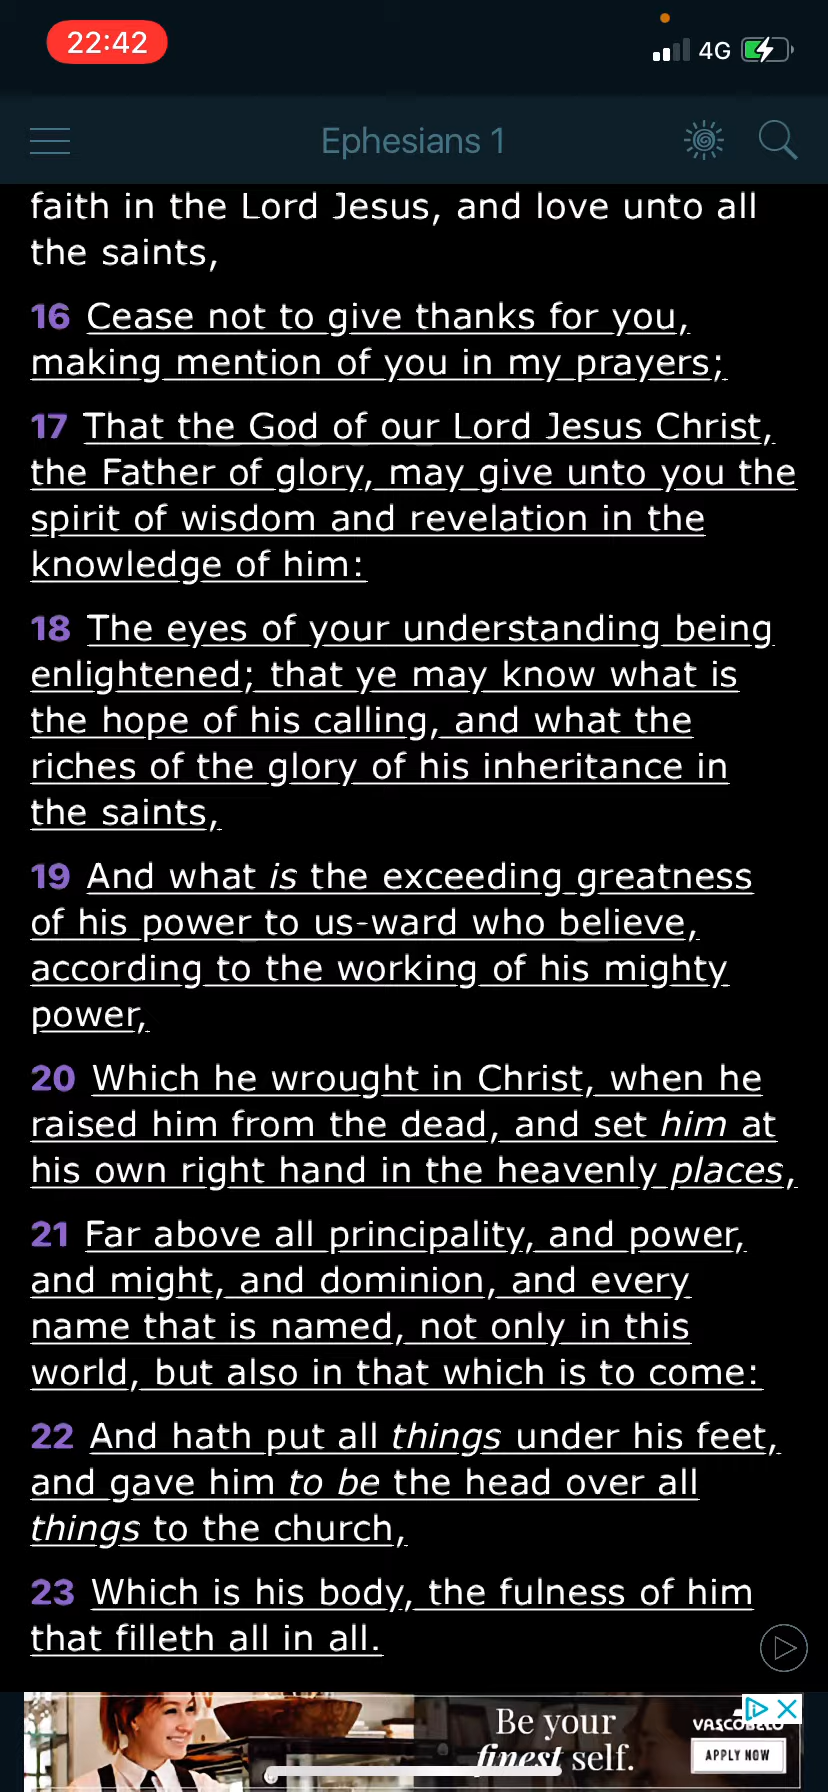 22:42
4G
Ephesians 1
faith in the Lord Jesus, and love unto all
the saints,
16 Cease not to give thanks for you,
making mention of you in my prayers;
17 That the God of our Lord Jesus Christ,
the Father of glory, may give unto you the
spirit of wisdom and revelation in the
knowledge of him:
18 The eyes of your understanding being
enlightened; that ye may know what is
the hope of his calling, and what the
riches of the glory of his inheritance in
the saints,
19 And what is the exceeding greatness
of his power to us-ward who believe,
according to the working of his mighty
power,
20 Which he wrought in Christ, when he
raised him from the dead, and set him at
his own right hand in the heavenly places,
21 Far above all principality, and power,
and might, and dominion, and every
name that is named, not only in this
world, but also in that which is to come:
22 And hath put all things under his feet,
and gave him to be the head over all
things to the church,
23 Which is his body, the fulness of him
that filleth all in all.
Be your
finest self.
VASCOBELO
APPLY NOW